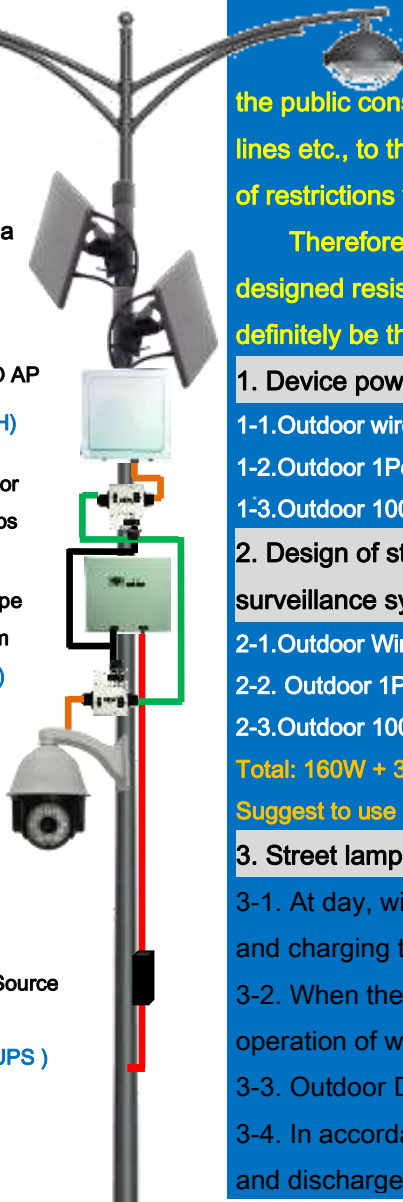 a
AP
H)
or
os
pe
m
)
Source
UPS )
the public cons
lines etc., to th
of restrictions
Therefore
designed resis
definitely be th
1. Device pow
1-1.Outdoor wire
1-2.Outdoor 1Po
1-3.Outdoor 100
2. Design of st
surveillance sy
2-1.Outdoor Wir
2-2. Outdoor 1P
2-3.Outdoor 100
Total: 160W + 3
Suggest to use
3. Street lamp
3-1. At day, wi
and charging t
3-2. When the
operation of w
3-3. Outdoor D
3-4. In accorda
and discharge